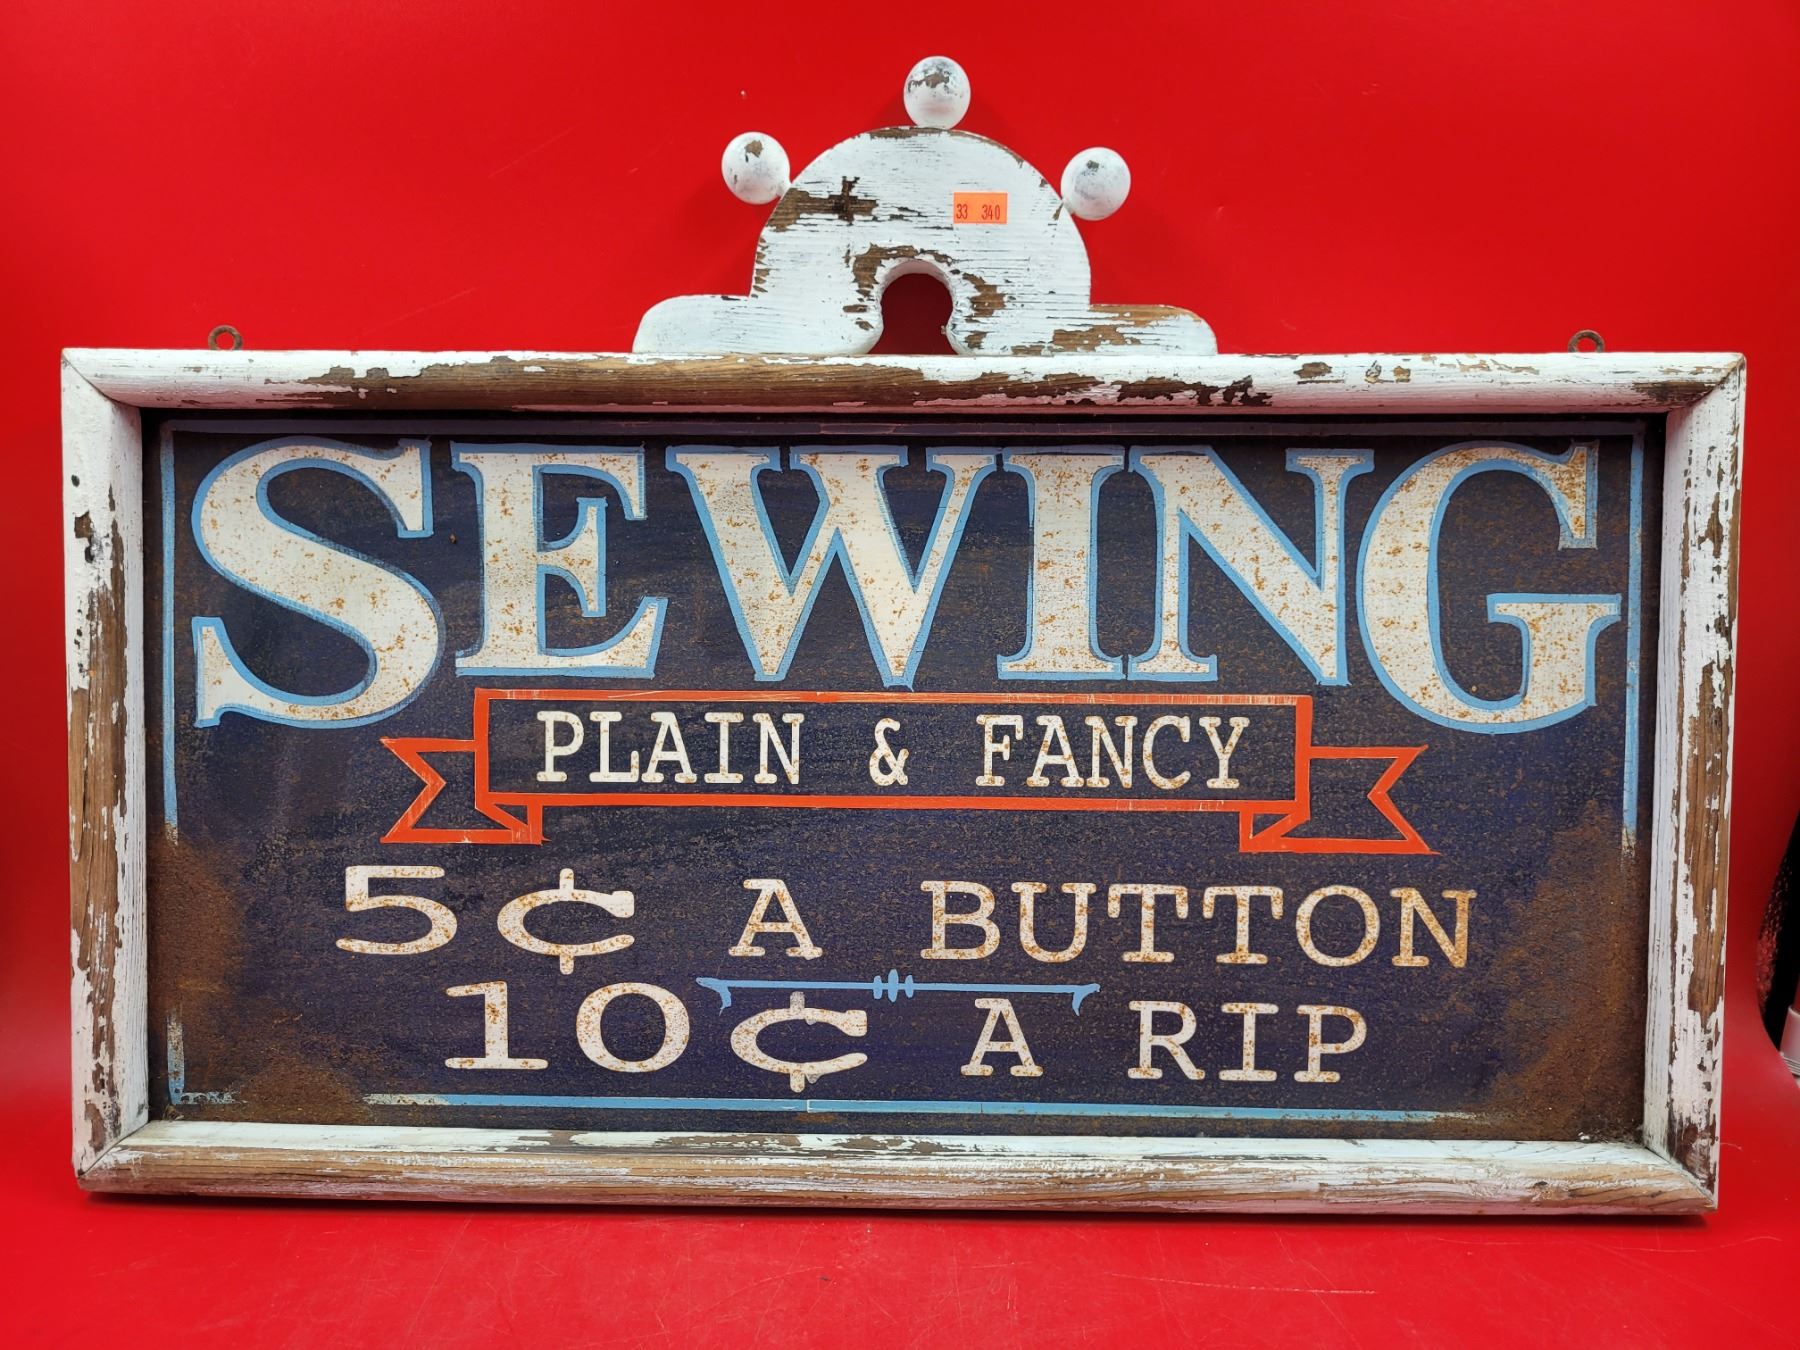 33 340
SEWING
PLAIN & FANCY
5¢ A BUTTON
10¢ A RIP